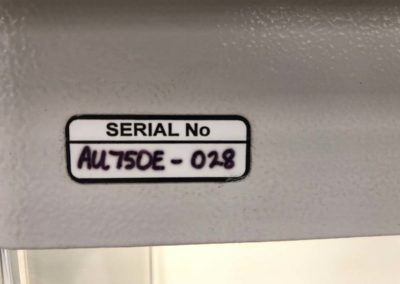 SERIAL No
AU750E - 028